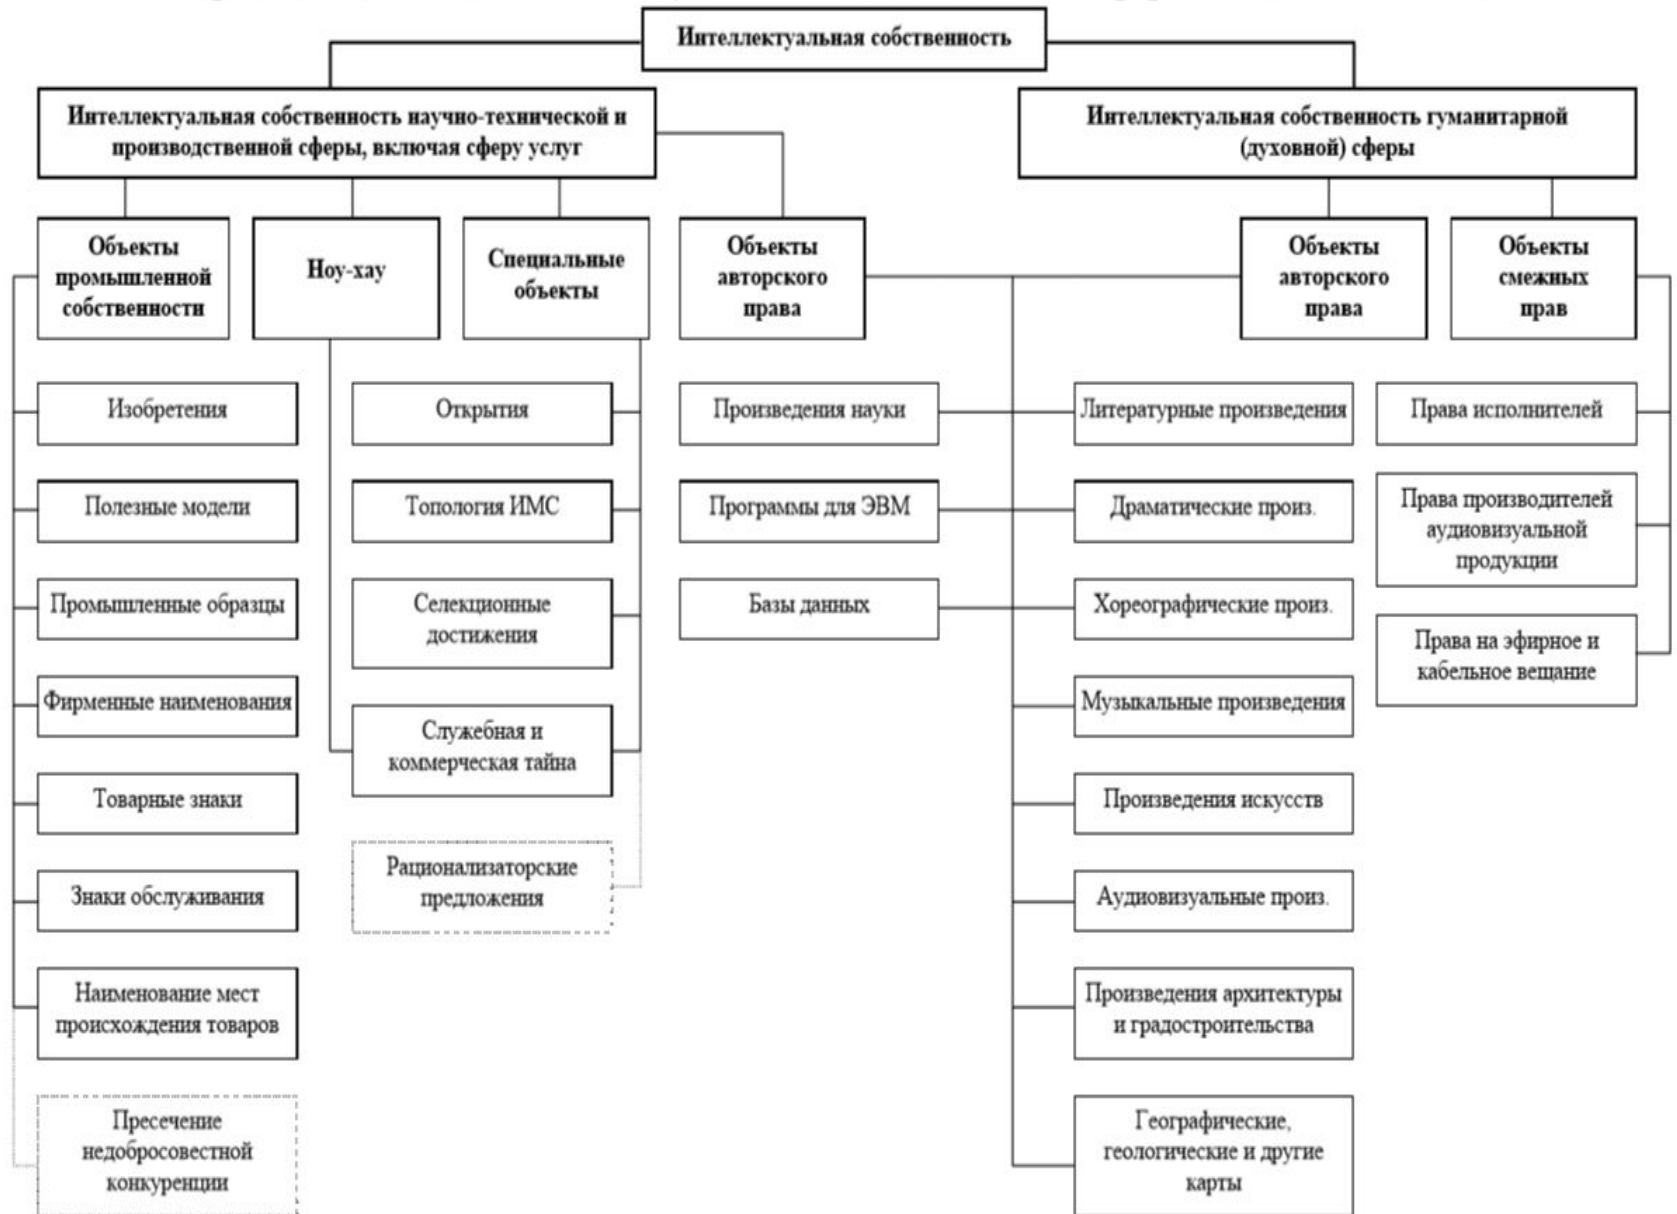 Интеллектуальная собственность
Интеллектуальная собственность научно-технической и
производственной сферы, включая сферу услуг
Интеллектуальная собственность гуманитарной
(духовной) сферы
Объекты
промышленной
собственности
Ноу-хау
Специальные
объекты
Объекты
авторского
права
Объекты
авторского
права
Объекты
смежных
прав
Изобретения
Полезные модели
Промышленные образцы
Фирменные наименования
Товарные знаки
Знаки обслуживания
Наименование мест
происхождения товаров
Пресечение
недобросовестной
конкуренции
Открытия
Топология ИМС
Селекционные
достижения
Служебная и
коммерческая тайна
Рационализаторские
предложения
Произведения науки
Программы для ЭВМ
Базы данных
Литературные произведения
Драматические произ.
Хореографические произ.
Музыкальные произведения
Произведения искусств
Аудиовизуальные произ.
Произведения архитектуры
и градостроительства
Географические,
геологические и другие
карты
Права исполнителей
Права производителей
аудиовизуальной
продукции
Права на эфирное и
кабельное вещание